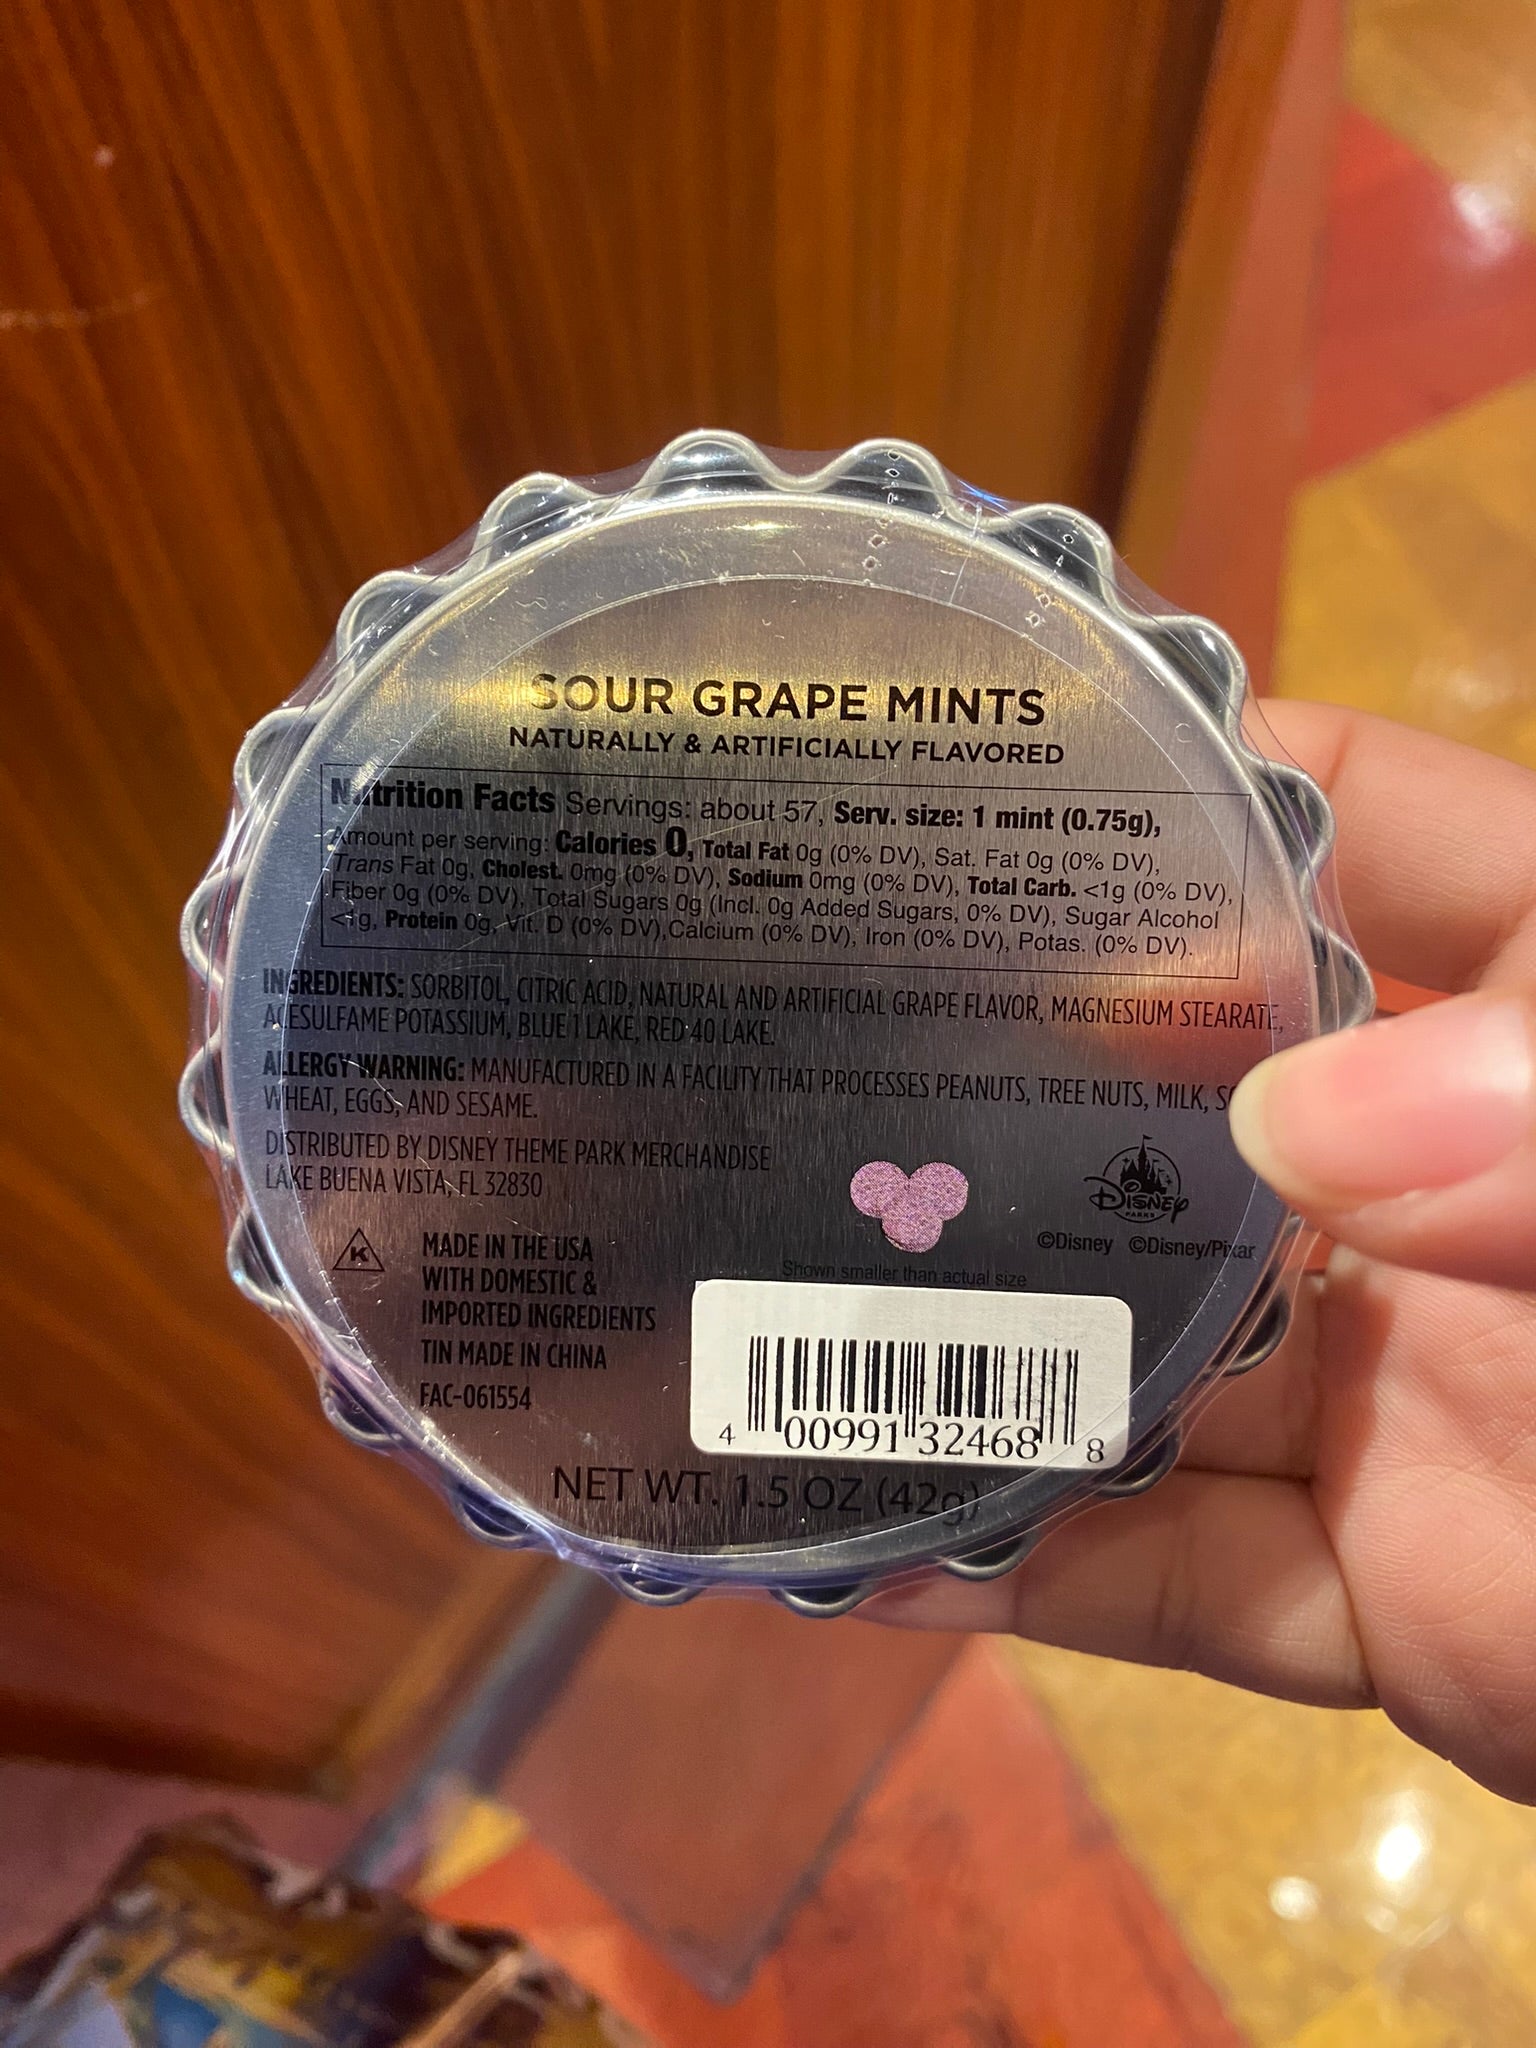 SOUR GRAPE MINTS
NATURALLY & ARTIFICIALLY FLAVORED
Nutrition Facts Servings: about 57, Serv. size: 1 mint (0.75g),
Amount per serving: Calories 0, Total Fat 0g (0% DV), Sat. Fat 0g (0% DV),
Trans Fat 0g, Cholest. 0mg (0% DV), Sodium 0mg (0% DV), Total Carb. <1g (0% DV),
Fiber 0g (0% DV), Total Sugars 0g (Incl. 0g Added Sugars, 0% DV), Sugar Alcohol
<1g, Protein 0g, Vit. D (0% DV),Calcium (0% DV), Iron (0% DV), Potas. (0% DV).
INGREDIENTS: SORBITOL, CITRIC ACID, NATURAL AND ARTIFICIAL GRAPE FLAVOR, MAGNESIUM STEARATE,
ACESULFAME POTASSIUM, BLUE 1 LAKE, RED 40 LAKE.
ALLERGY WARNING: MANUFACTURED IN A FACILITY THAT PROCESSES PEANUTS, TREE NUTS, MILK,
WHEAT, EGGS, AND SESAME.
DISTRIBUTED BY DISNEY THEME PARK MERCHANDISE
LAKE BUENA VISTA, FL 32830
K
MADE IN THE USA
WITH DOMESTIC &
IMPORTED INGREDIENTS
TIN MADE IN CHINA
FAC-061554
Disney
PARKS
©Disney ©Disney/Pixar
Shown smaller than actual size
4 00991 32468 8
NET WT. 1.5 OZ (42g)